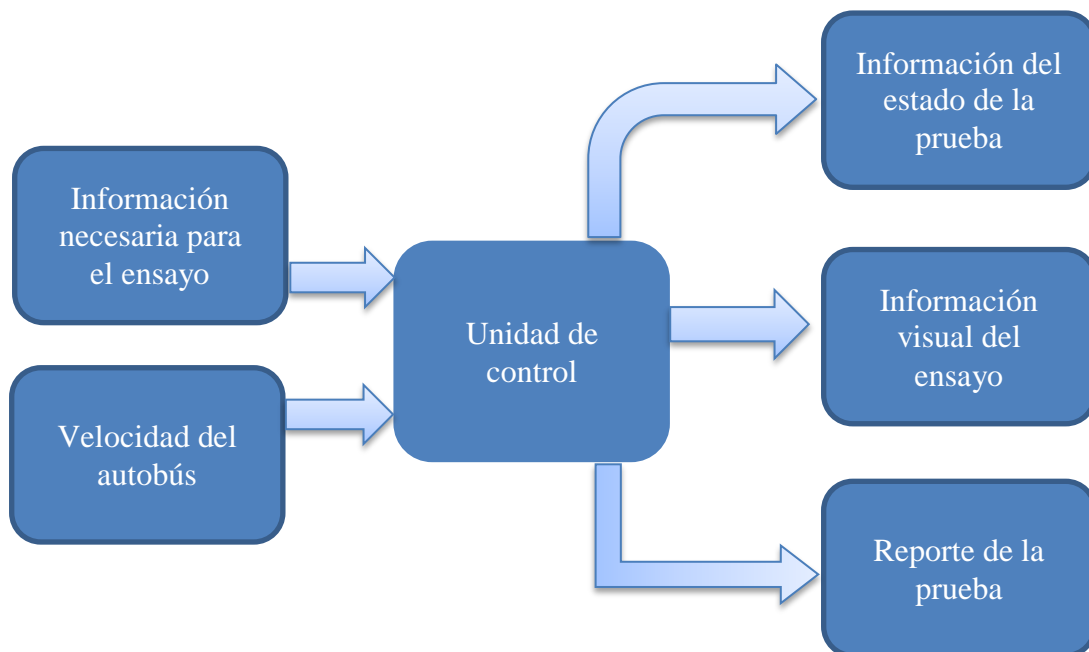 Información
necesaria para
el ensayo
Velocidad del
autobús
Unidad de
control
Información del
estado de la
prueba
Información
visual del
ensayo
Reporte de la
prueba